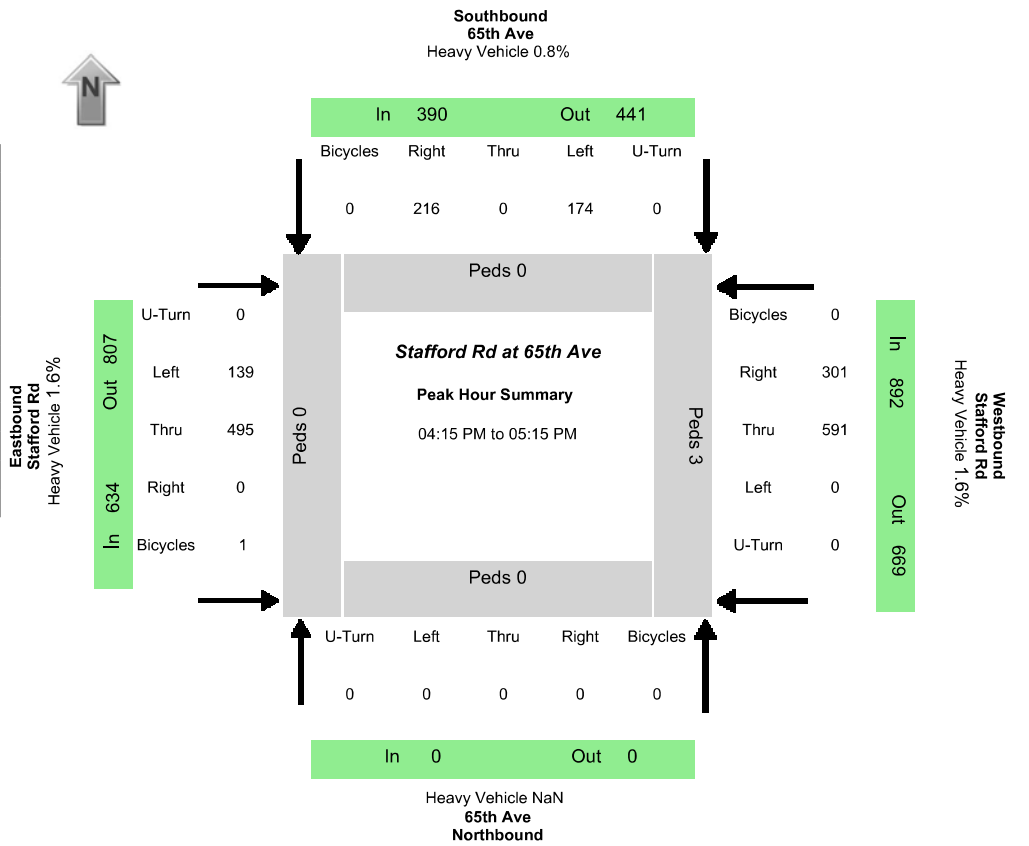 Southbound
65th Ave
Heavy Vehicle 0.8%
N
In 390 Out 441
Bicycles Right Thru Left U-Turn
0 216 0 174 0
Peds 0
Eastbound
Stafford Rd
Heavy Vehicle 1.6%
Out 807
In 634
U-Turn 0
Left 139
Thru 495
Right 0
Bicycles 1
Peds 0
Stafford Rd at 65th Ave
Peak Hour Summary
04:15 PM to 05:15 PM
Peds 3
Bicycles 0
Right 301
Thru 591
Left 0
U-Turn 0
In 892
Out 669
Westbound
Stafford Rd
Heavy Vehicle 1.6%
Peds 0
U-Turn Left Thru Right Bicycles
0 0 0 0 0
In 0 Out 0
Heavy Vehicle NaN
65th Ave
Northbound